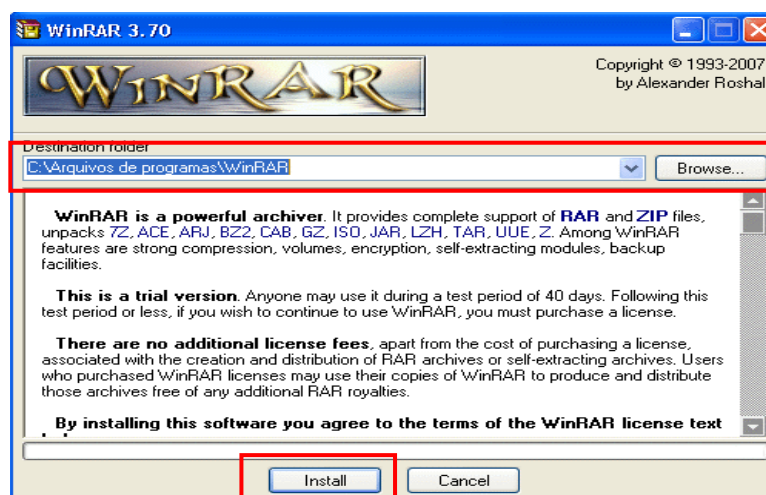 WinRAR 3.70
WinRAR
Copyright © 1993-2007
by Alexander Roshal
Destination folder
C:\Arquivos de programas\WinRAR
Browse...
WinRAR is a powerful archiver. It provides complete support of RAR and ZIP files,
unpacks 7Z, ACE, ARJ, BZ2, CAB, GZ, ISO, JAR, LZH, TAR, UUE, Z. Among WinRAR
features are strong compression, volumes, encryption, self-extracting modules, backup
facilities.
This is a trial version. Anyone may use it during a test period of 40 days. Following this
test period or less, if you wish to continue to use WinRAR, you must purchase a license.
There are no additional license fees, apart from the cost of purchasing a license,
associated with the creation and distribution of RAR archives or self-extracting archives. Users
who purchased WinRAR licenses may use their copies of WinRAR to produce and distribute
those archives free of any additional RAR royalties.
By installing this software you agree to the terms of the WinRAR license text
Install
Cancel